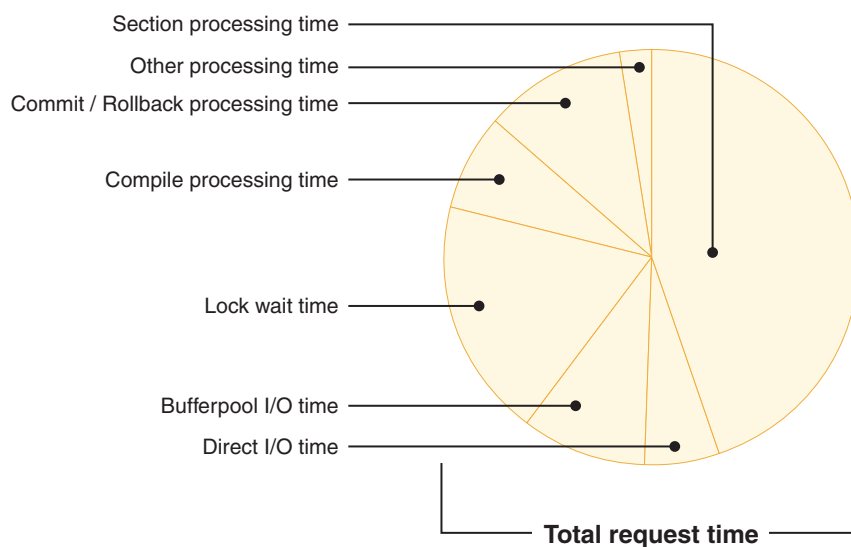 Section processing time
Other processing time
Commit / Rollback processing time
Compile processing time
Lock wait time
Bufferpool I/O time
Direct I/O time
Total request time